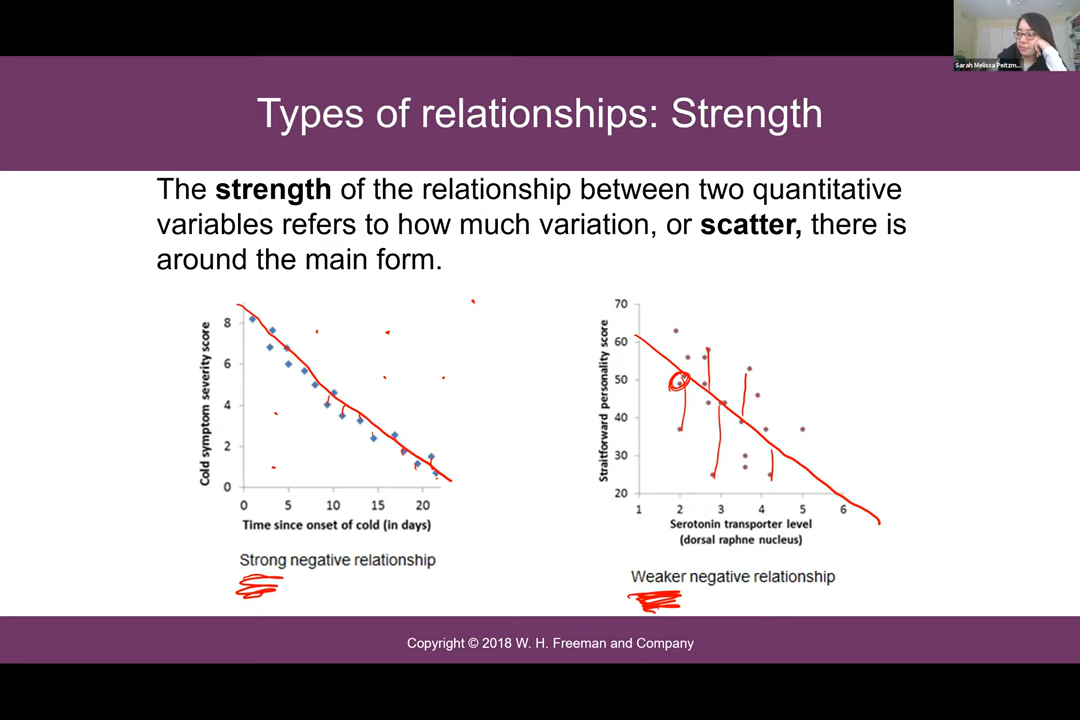 Sarah Melissa Peitzm...
Types of relationships: Strength
The strength of the relationship between two quantitative
variables refers to how much variation, or scatter, there is
around the main form.
Cold symptom severity score
8
6
4
2
0
0 5 10 15 20
Time since onset of cold (in days)
Strong negative relationship
Straitforward personality score
70
60
50
40
30
20
1 2 3 4 5 6
Serotonin transporter level
(dorsal raphne nucleus)
Weaker negative relationship
Copyright © 2018 W. H. Freeman and Company